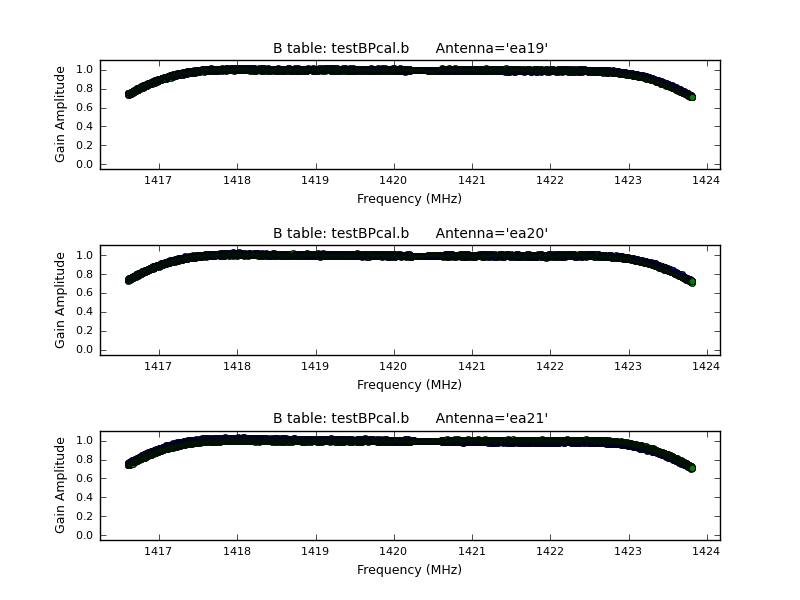 B table: testBPcal.b      Antenna='ea19'
Gain Amplitude
1.0
0.8
0.6
0.4
0.2
0.0
1417 1418 1419 1420 1421 1422 1423 1424
Frequency (MHz)
B table: testBPcal.b      Antenna='ea20'
Gain Amplitude
1.0
0.8
0.6
0.4
0.2
0.0
1417 1418 1419 1420 1421 1422 1423 1424
Frequency (MHz)
B table: testBPcal.b      Antenna='ea21'
Gain Amplitude
1.0
0.8
0.6
0.4
0.2
0.0
1417 1418 1419 1420 1421 1422 1423 1424
Frequency (MHz)